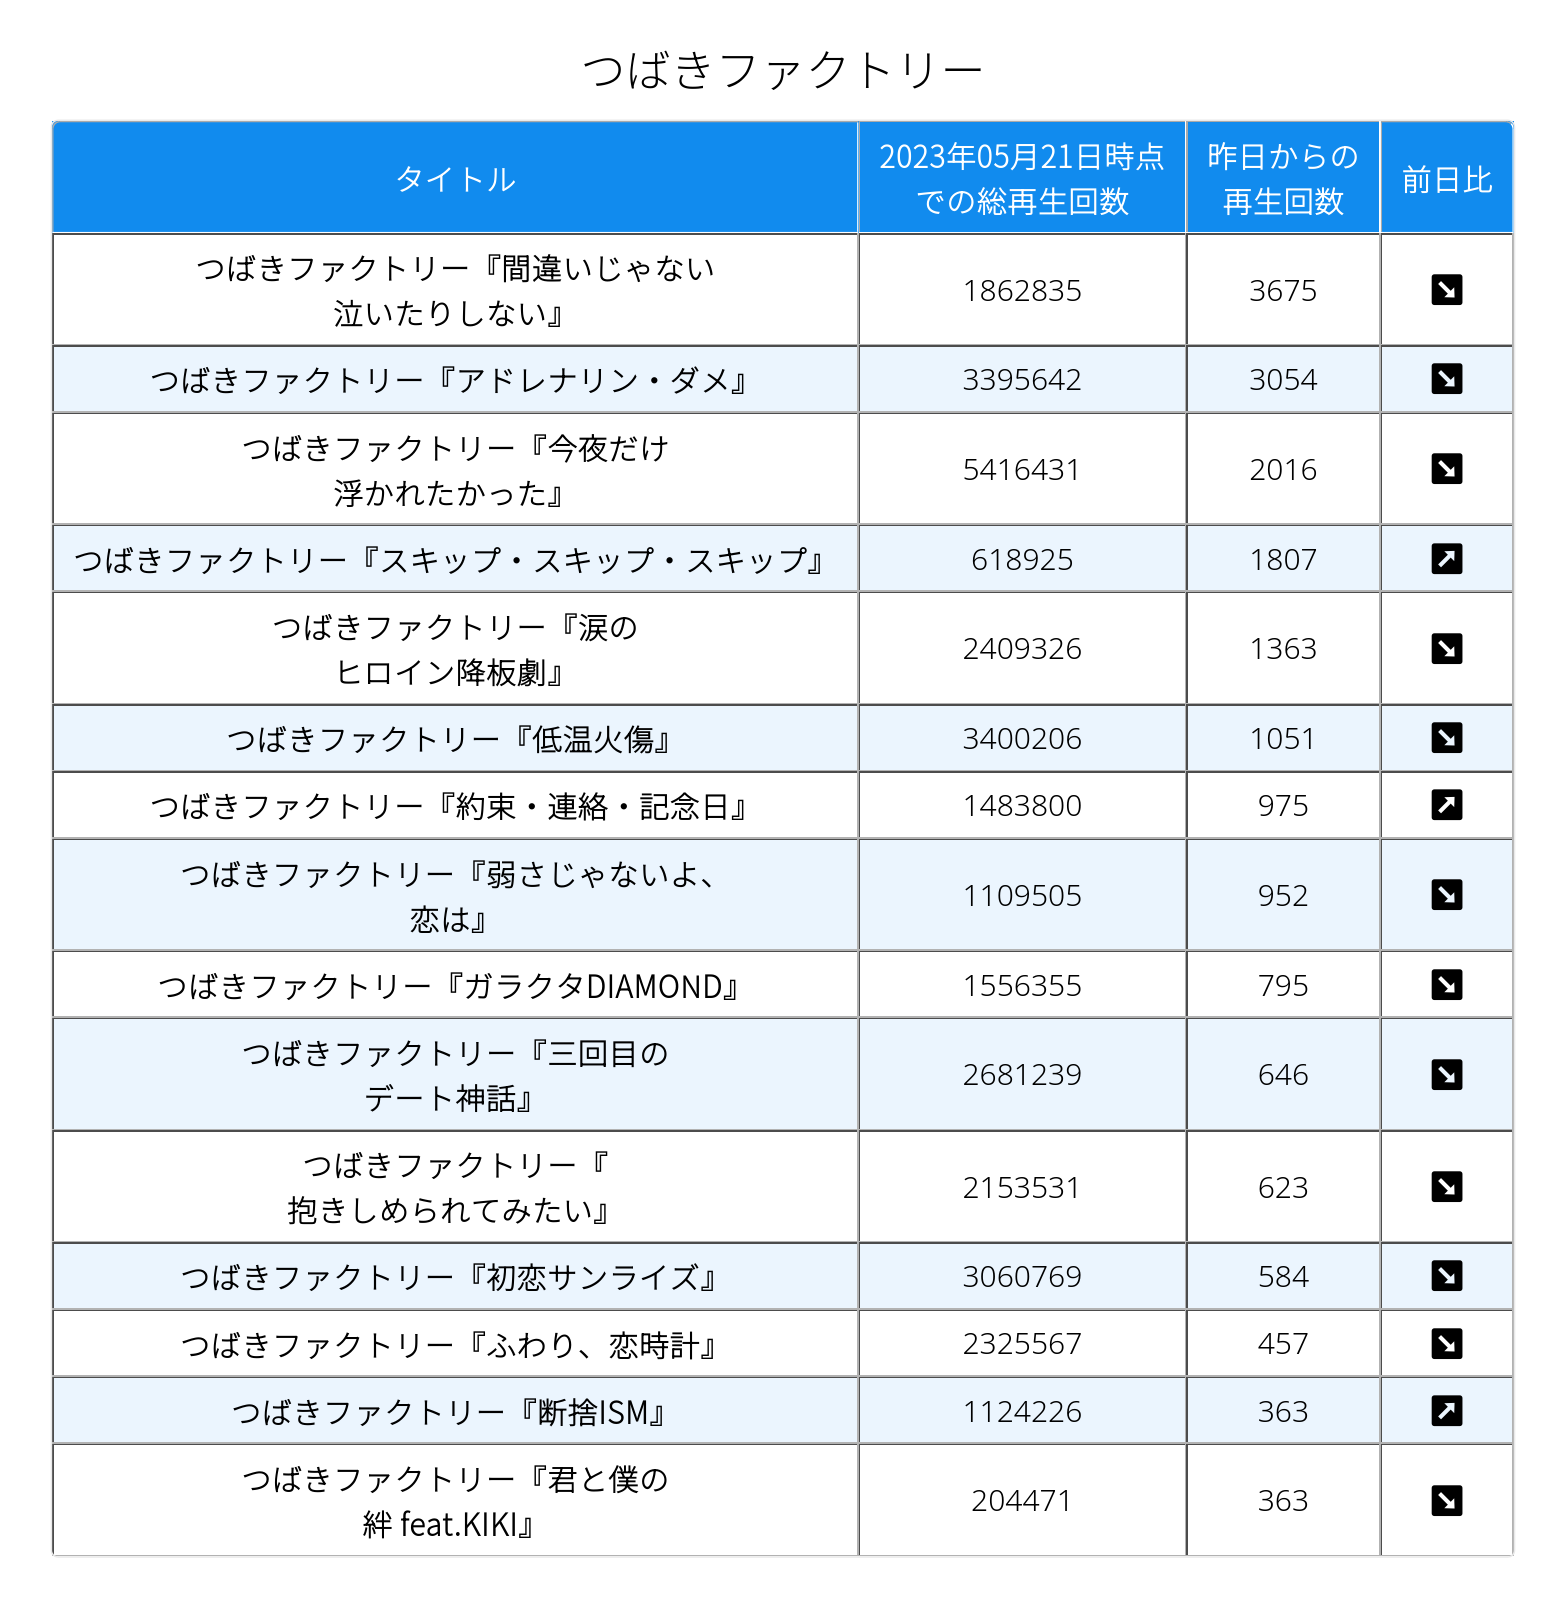 つばきファクトリー
タイトル
2023年05月21日時点
での総再生回数
昨日からの
再生回数
前日比
つばきファクトリー『間違いじゃない
泣いたりしない』
1862835
3675
つばきファクトリー『アドレナリン・ダメ』
3395642
3054
つばきファクトリー『今夜だけ
浮かれたかった』
5416431
2016
つばきファクトリー『スキップ・スキップ・スキップ』
618925
1807
つばきファクトリー『涙の
ヒロイン降板劇』
2409326
1363
つばきファクトリー『低温火傷』
3400206
1051
つばきファクトリー『約束・連絡・記念日』
1483800
975
つばきファクトリー『弱さじゃないよ、
恋は』
1109505
952
つばきファクトリー『ガラクタDIAMOND』
1556355
795
つばきファクトリー『三回目の
デート神話』
2681239
646
つばきファクトリー『
抱きしめられてみたい』
2153531
623
つばきファクトリー『初恋サンライズ』
3060769
584
つばきファクトリー『ふわり、恋時計』
2325567
457
つばきファクトリー『断捨ISM』
1124226
363
つばきファクトリー『君と僕の
絆 feat.KIKI』
204471
363